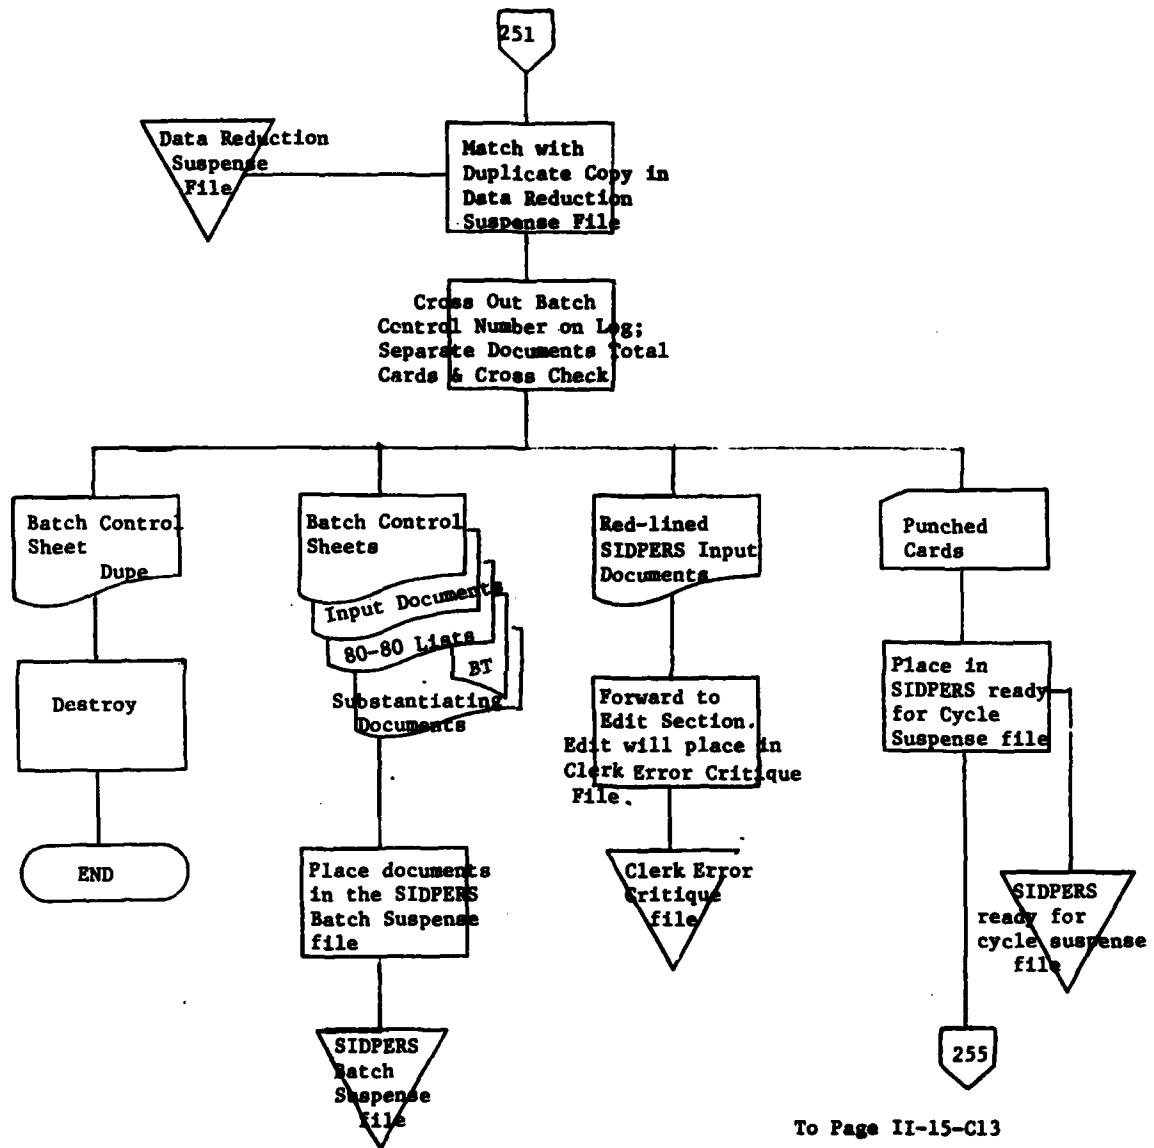 251
Data Reduction
Suspense
File
Match with
Duplicate Copy in
Data Reduction
Suspense File
Cross Out Batch
Control Number on Log;
Separate Documents Total
Cards & Cross Check
Batch Control
Sheet
Dupe
Destroy
END
Batch Control
Sheets
Input Documents
80-80 Lists
BT
Substantiating
Documents
Place documents
in the SIDPERS
Batch Suspense
file
SIDPERS
Batch
Suspense
file
Red-lined
SIDPERS Input
Documents
Forward to
Edit Section.
Edit will place in
Clerk Error Critique
File.
Clerk Error
Critique
file
Punched
Cards
Place in
SIDPERS ready
for Cycle
Suspense file
SIDPERS
ready for
cycle suspense
file
255
To Page II-15-C13